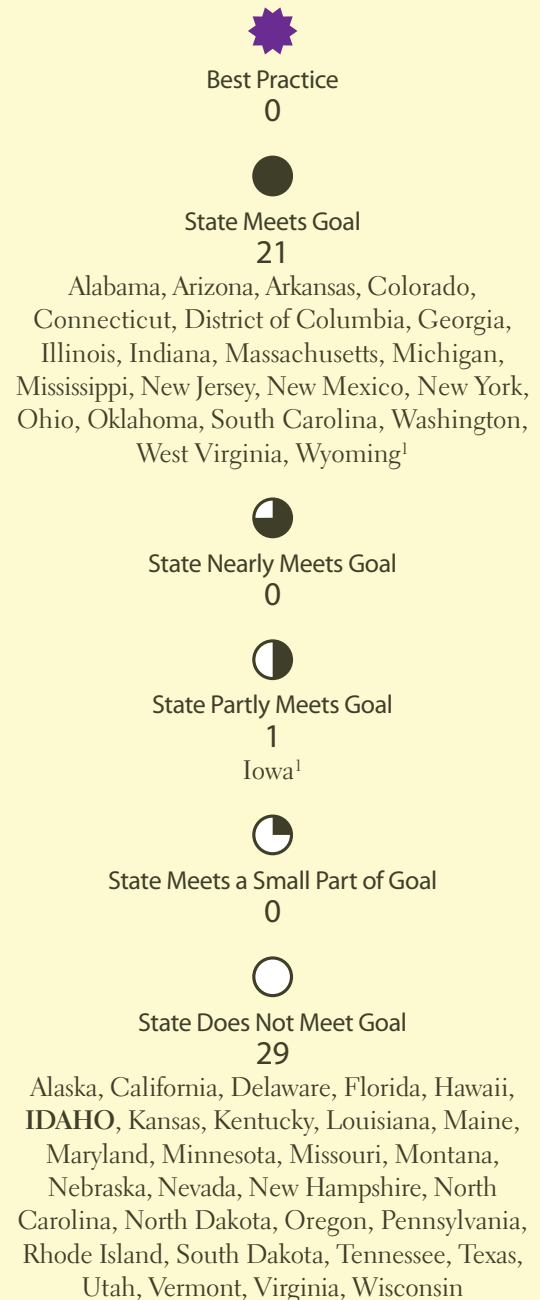 Best Practice
0
State Meets Goal
21
Alabama, Arizona, Arkansas, Colorado,
Connecticut, District of Columbia, Georgia,
Illinois, Indiana, Massachusetts, Michigan,
Mississippi, New Jersey, New Mexico, New York,
Ohio, Oklahoma, South Carolina, Washington,
West Virginia, Wyoming¹
State Nearly Meets Goal
0
State Partly Meets Goal
1
Iowa¹
State Meets a Small Part of Goal
0
State Does Not Meet Goal
29
Alaska, California, Delaware, Florida, Hawaii,
IDAHO, Kansas, Kentucky, Louisiana, Maine,
Maryland, Minnesota, Missouri, Montana,
Nebraska, Nevada, New Hampshire, North
Carolina, North Dakota, Oregon, Pennsylvania,
Rhode Island, South Dakota, Tennessee, Texas,
Utah, Vermont, Virginia, Wisconsin